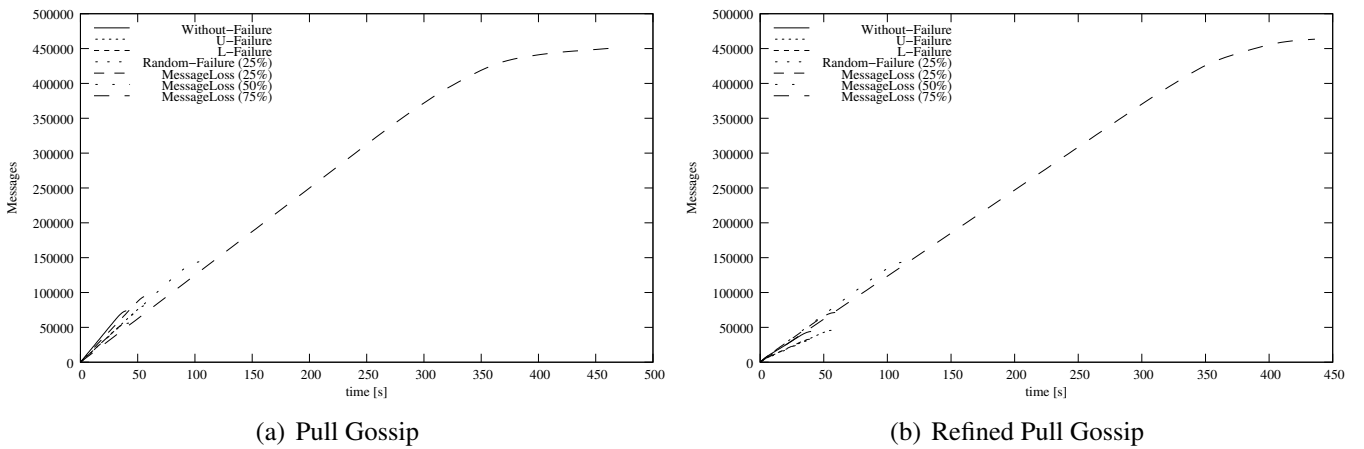 500000
450000
400000
350000
300000
250000
200000
150000
100000
50000
0
Messages
Without−Failure
U−Failure
L−Failure
Random−Failure (25%)
MessageLoss (25%)
MessageLoss (50%)
MessageLoss (75%)
0 50 100 150 200 250 300 350 400 450 500
time [s]
(a) Pull Gossip
500000
450000
400000
350000
300000
250000
200000
150000
100000
50000
0
Messages
Without−Failure
U−Failure
L−Failure
Random−Failure (25%)
MessageLoss (25%)
MessageLoss (50%)
MessageLoss (75%)
0 50 100 150 200 250 300 350 400 450
time [s]
(b) Refined Pull Gossip